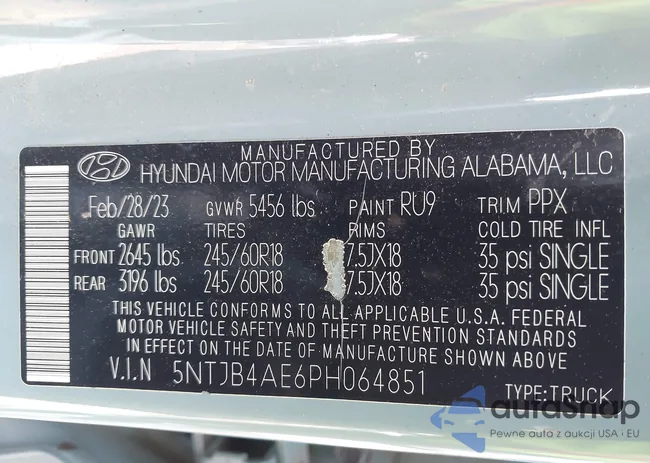 MANUFACTURED BY
HYUNDAI MOTOR MANUFACTURING ALABAMA, LLC
Feb/28/23 GVWR 5456 lbs PAINT RU9 TRIM PPX
GAWR TIRES RIMS COLD TIRE INFL
FRONT 2645 lbs 245/60R18 7.5JX18 35 psi SINGLE
REAR 3196 lbs 245/60R18 7.5JX18 35 psi SINGLE
THIS VEHICLE CONFORMS TO ALL APPLICABLE U.S.A. FEDERAL
MOTOR VEHICLE SAFETY AND THEFT PREVENTION STANDARDS
IN EFFECT ON THE DATE OF MANUFACTURE SHOWN ABOVE
V.I.N 5NTJB4AE6PH064851
TYPE:TRUCK
aurasnap
Pewne auta z aukcji USA i EU